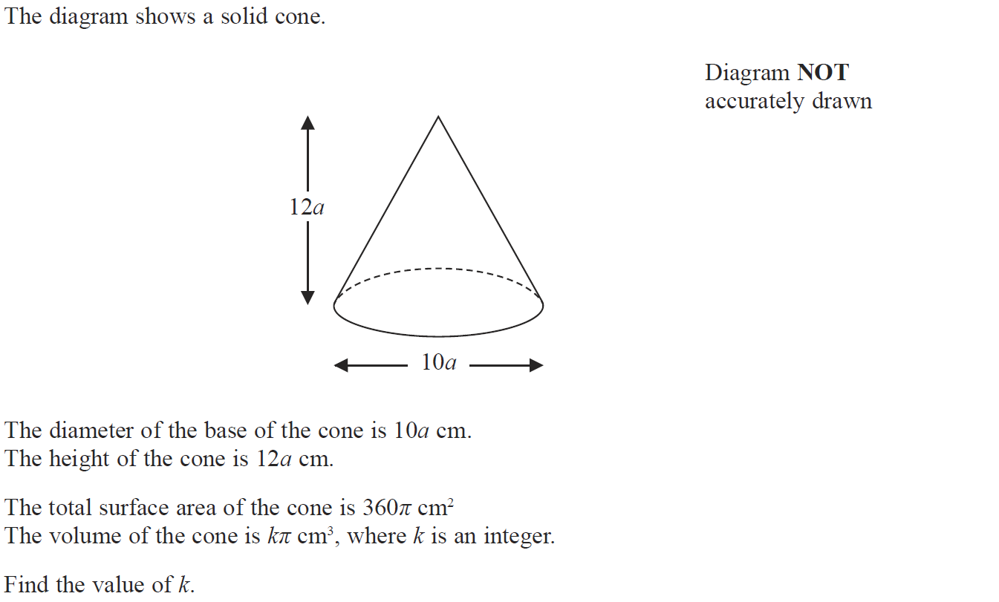 The diagram shows a solid cone.
Diagram NOT
accurately drawn
12a
10a
The diameter of the base of the cone is 10a cm.
The height of the cone is 12a cm.
The total surface area of the cone is 360π cm²
The volume of the cone is kπ cm³, where k is an integer.
Find the value of k.